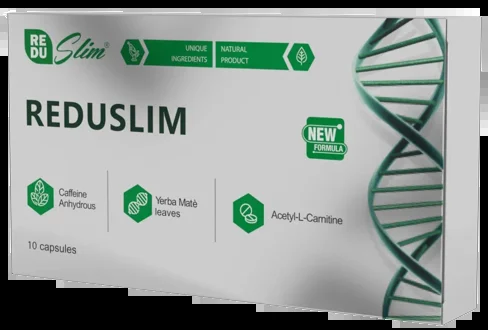 RE
DU
Slim®
UNIQUE
INGREDIENTS
NATURAL
PRODUCT
REDUSLIM
NEW
FORMULA
Caffeine
Anhydrous
Yerba Matè
leaves
Acetyl-L-Carnitine
10 capsules